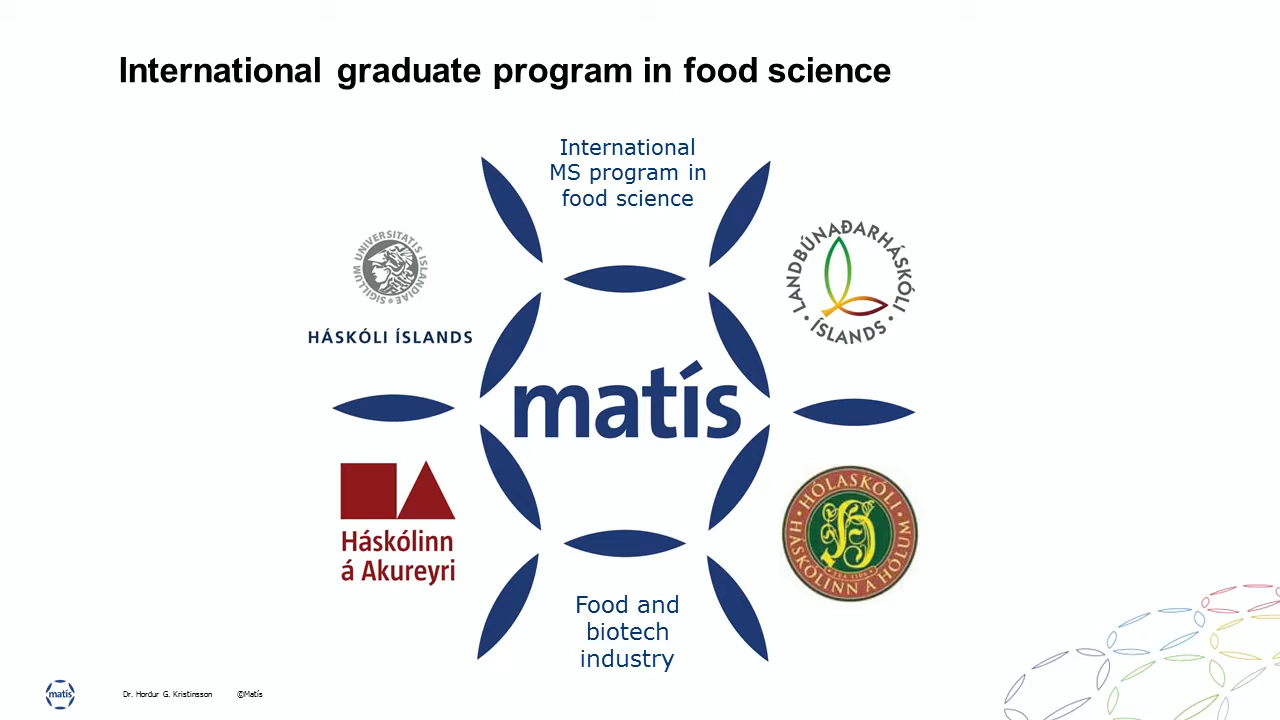 International graduate program in food science
International
MS program in
food science
SIGILLUM UNIVERSITATIS ISLANDIAE
HÁSKÓLI ÍSLANDS
LANDBÚNAÐARHÁSKÓLI
· ÍSLANDS ·
matís
Háskólinn
á Akureyri
HÓLASKÓLI
HÁSKÓLINN Á HÓLUM
Food and
biotech
industry
matís
Dr. Hordur G. Kristinsson ©Matís